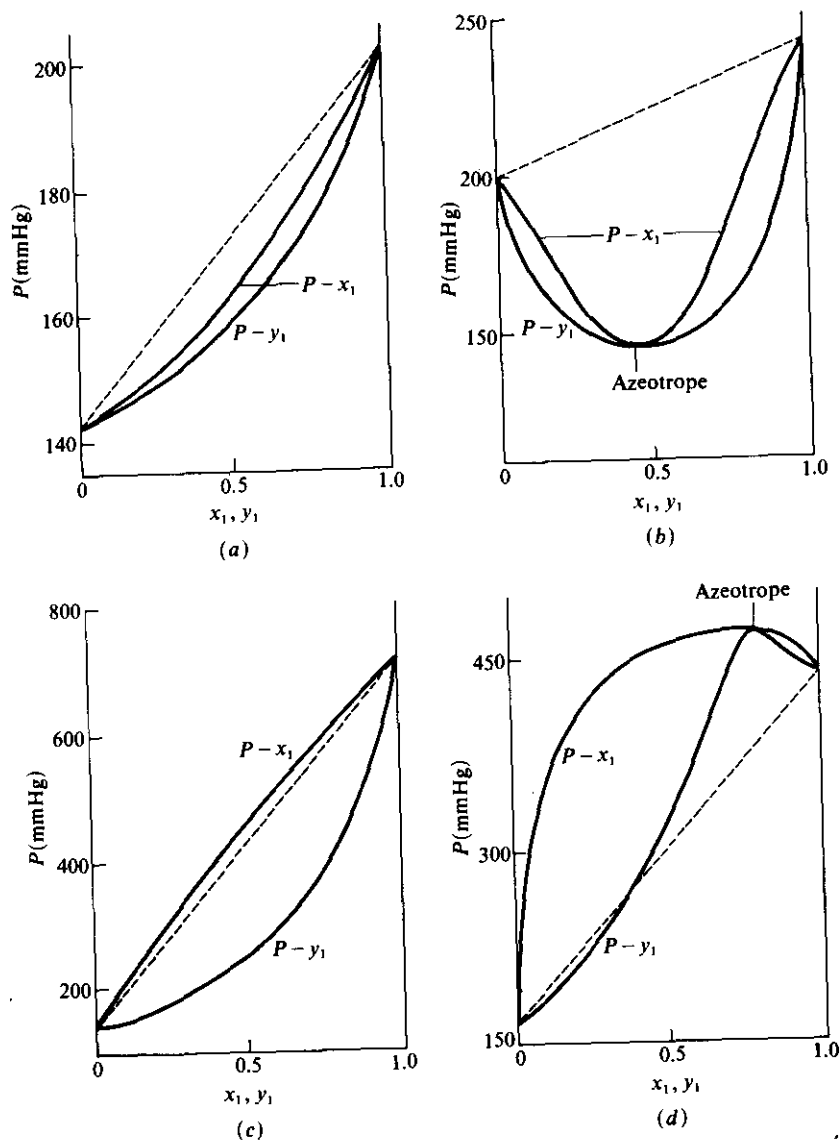 200
180
160
140
P(mmHg)
P – x₁
P – y₁
0
0.5
1.0
x₁, y₁
(a)
250
200
150
P(mmHg)
P – x₁
P – y₁
Azeotrope
0
0.5
1.0
x₁, y₁
(b)
800
600
400
200
P(mmHg)
P – x₁
P – y₁
0
0.5
1.0
x₁, y₁
(c)
Azeotrope
450
300
150
P(mmHg)
P – x₁
P – y₁
0
0.5
1.0
x₁, y₁
(d)